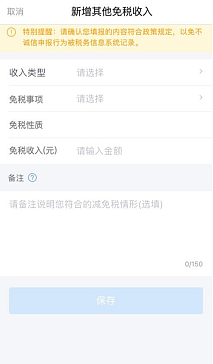 取消 新增其他免税收入
特别提醒：请确认您填报的内容符合政策规定，以免不
诚信申报行为被税务信息系统记录。
收入类型 请选择
免税事项 请选择
免税性质
免税收入(元) 请输入金额
备注 ?
请备注说明您符合的减免税情形(选填)
0/150
保存